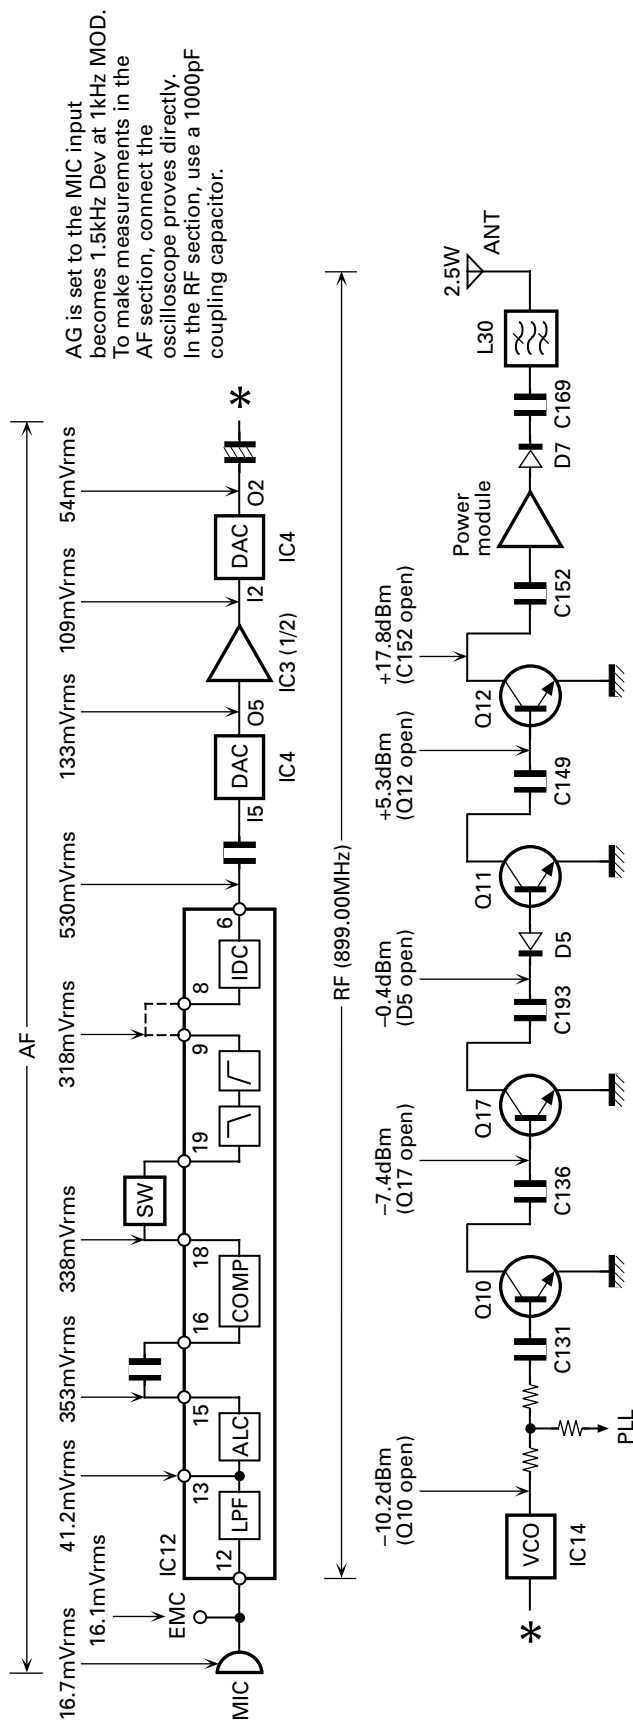 AF
16.7mVrms
16.1mVrms
41.2mVrms
353mVrms
338mVrms
318mVrms
530mVrms
133mVrms
109mVrms
54mVrms
MIC
EMC
IC12
12
LPF
13
ALC
15
16
COMP
18
SW
19
9
8
IDC
6
I5
DAC
IC4
O5
IC3 (1/2)
I2
DAC
IC4
O2
*
AG is set to the MIC input
becomes 1.5kHz Dev at 1kHz MOD.
To make measurements in the
AF section, connect the
oscilloscope proves directly.
In the RF section, use a 1000pF
coupling capacitor.
RF (899.00MHz)
*
VCO
IC14
–10.2dBm
(Q10 open)
PLL
C131
Q10
C136
–7.4dBm
(Q17 open)
Q17
C193
–0.4dBm
(D5 open)
D5
Q11
C149
+5.3dBm
(Q12 open)
Q12
+17.8dBm
(C152 open)
C152
Power
module
D7
C169
L30
2.5W
ANT